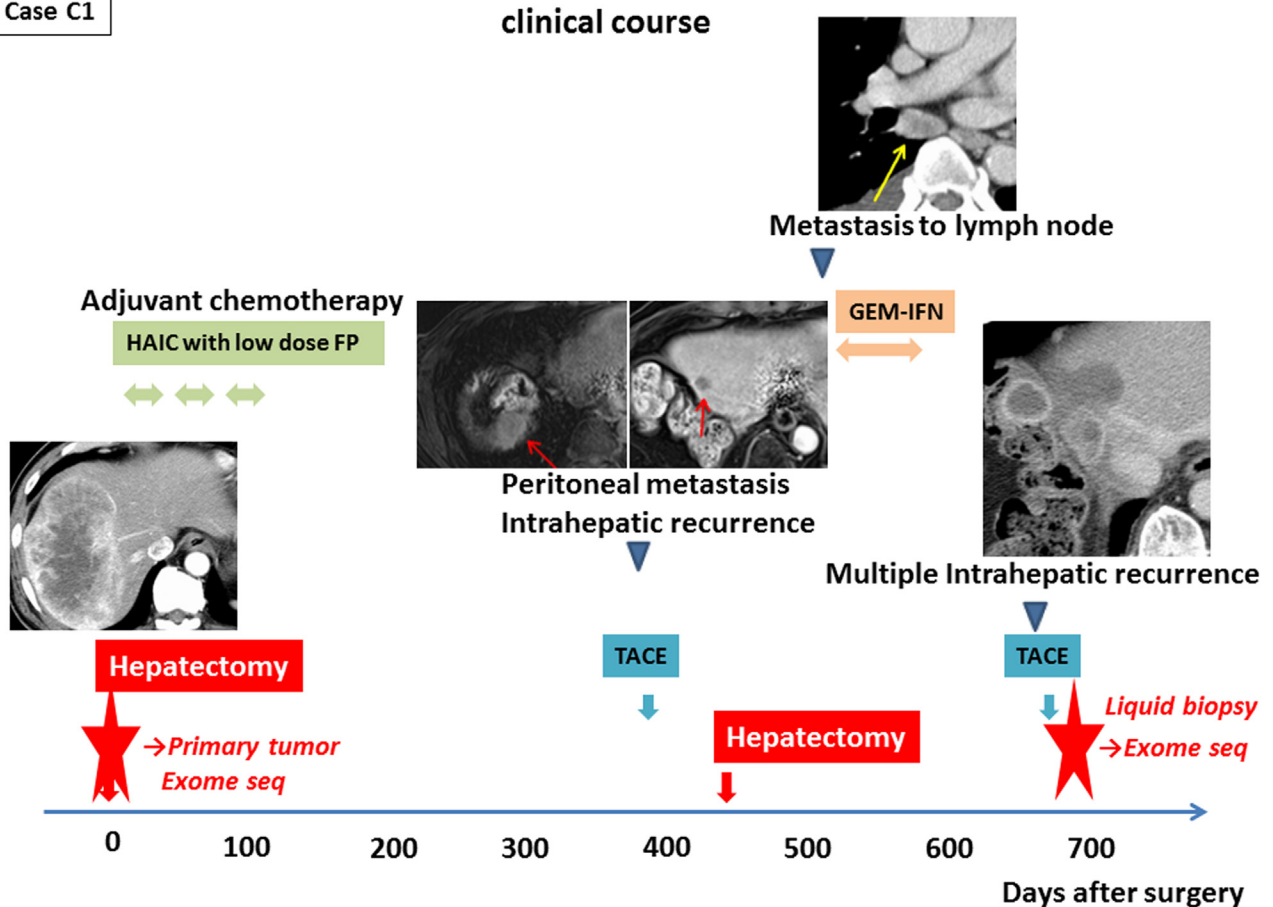 Case C1
clinical course
Metastasis to lymph node
Adjuvant chemotherapy
HAIC with low dose FP
GEM-IFN
Peritoneal metastasis
Intrahepatic recurrence
Multiple Intrahepatic recurrence
Hepatectomy
TACE
TACE
Liquid biopsy
→Exome seq
Hepatectomy
→Primary tumor
Exome seq
0 100 200 300 400 500 600 700
Days after surgery